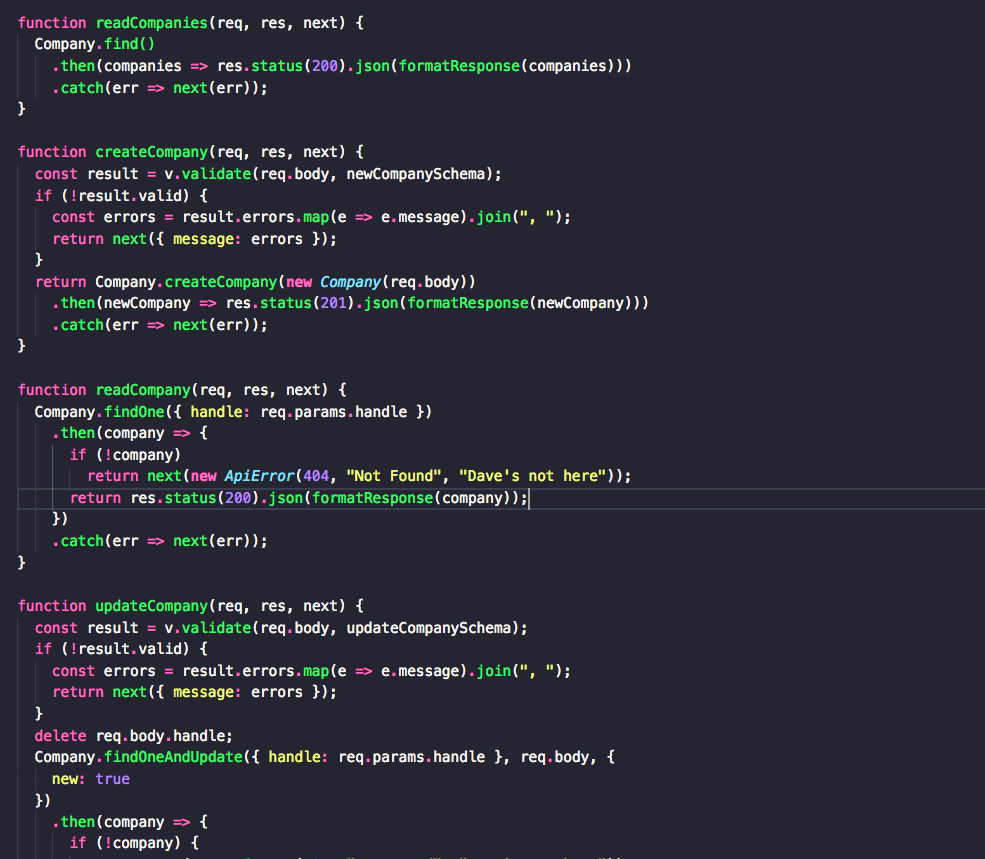 function readCompanies(req, res, next) {
  Company.find()
    .then(companies => res.status(200).json(formatResponse(companies)))
    .catch(err => next(err));
}

function createCompany(req, res, next) {
  const result = v.validate(req.body, newCompanySchema);
  if (!result.valid) {
    const errors = result.errors.map(e => e.message).join(", ");
    return next({ message: errors });
  }
  return Company.createCompany(new Company(req.body))
    .then(newCompany => res.status(201).json(formatResponse(newCompany)))
    .catch(err => next(err));
}

function readCompany(req, res, next) {
  Company.findOne({ handle: req.params.handle })
    .then(company => {
      if (!company)
        return next(new ApiError(404, "Not Found", "Dave's not here"));
      return res.status(200).json(formatResponse(company));
    })
    .catch(err => next(err));
}

function updateCompany(req, res, next) {
  const result = v.validate(req.body, updateCompanySchema);
  if (!result.valid) {
    const errors = result.errors.map(e => e.message).join(", ");
    return next({ message: errors });
  }
  delete req.body.handle;
  Company.findOneAndUpdate({ handle: req.params.handle }, req.body, {
    new: true
  })
    .then(company => {
      if (!company) {